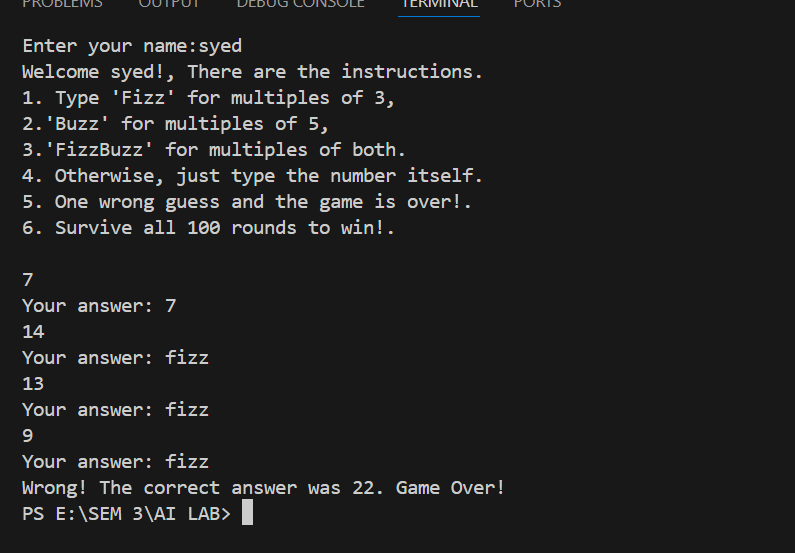 PROBLEMS OUTPUT DEBUG CONSOLE TERMINAL PORTS
Enter your name:syed
Welcome syed!, There are the instructions.
1. Type 'Fizz' for multiples of 3,
2.'Buzz' for multiples of 5,
3.'FizzBuzz' for multiples of both.
4. Otherwise, just type the number itself.
5. One wrong guess and the game is over!.
6. Survive all 100 rounds to win!.
7
Your answer: 7
14
Your answer: fizz
13
Your answer: fizz
9
Your answer: fizz
Wrong! The correct answer was 22. Game Over!
PS E:\SEM 3\AI LAB>